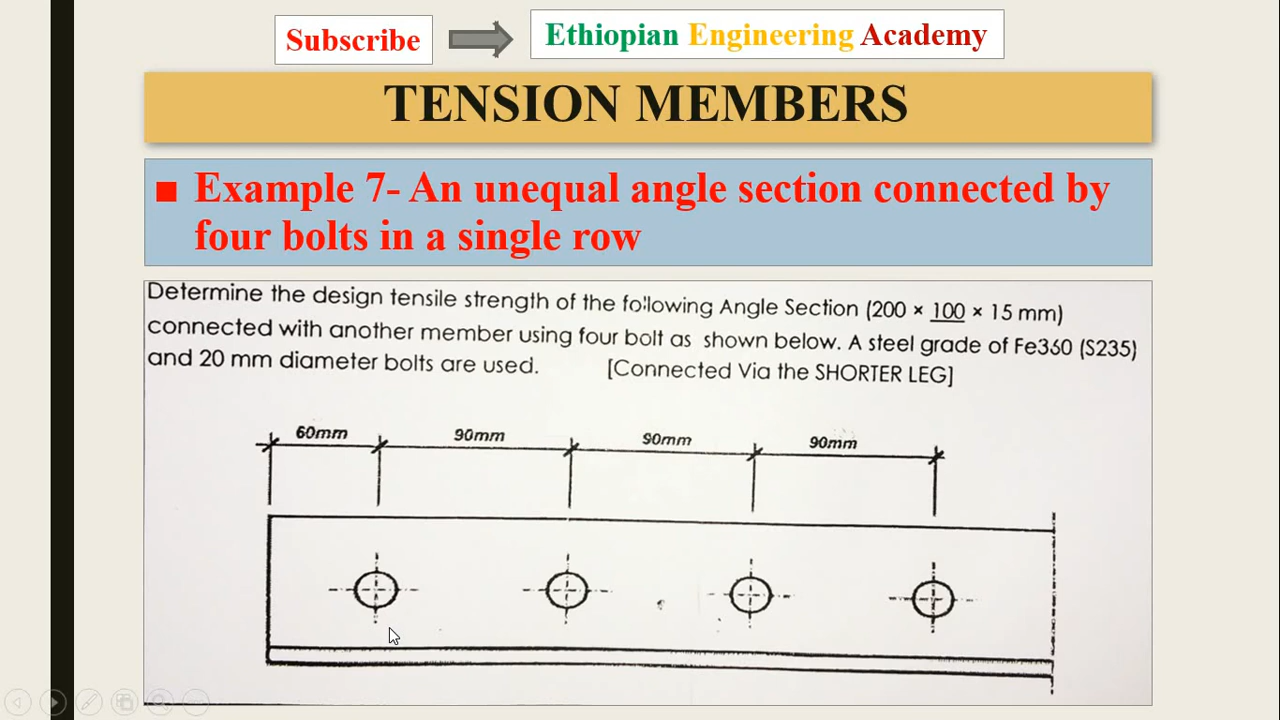 Subscribe
Ethiopian Engineering Academy
TENSION MEMBERS
■ Example 7- An unequal angle section connected by
four bolts in a single row
Determine the design tensile strength of the following Angle Section (200 × 100 × 15 mm)
connected with another member using four bolt as shown below. A steel grade of Fe360 (S235)
and 20 mm diameter bolts are used. [Connected Via the SHORTER LEG]
60mm 90mm 90mm 90mm